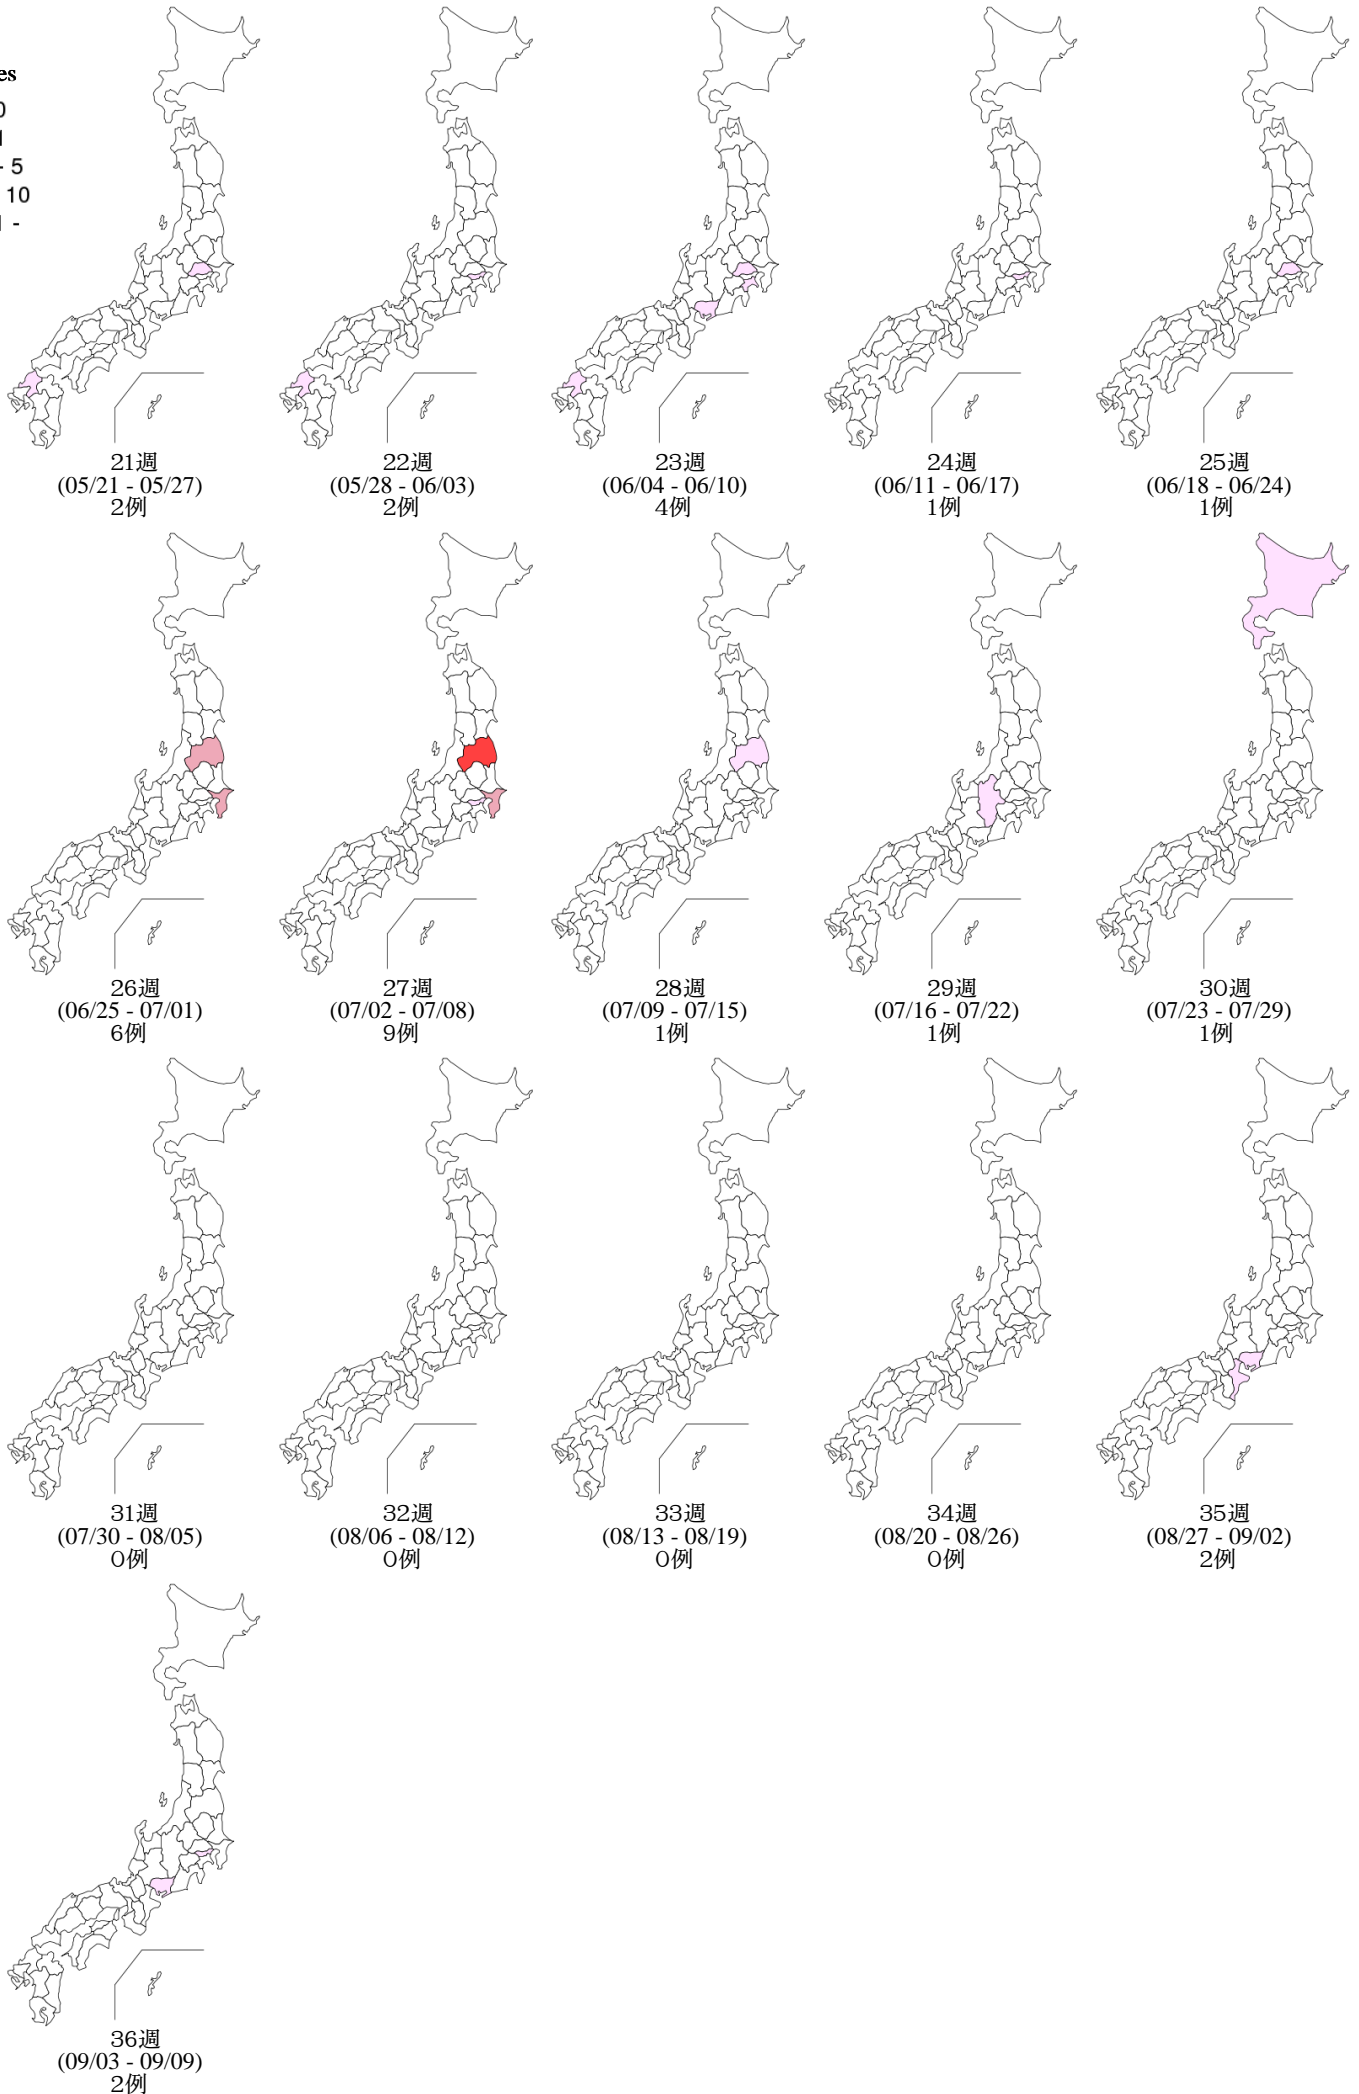 es
0
1
- 5
10
1 -
21週
(05/21 - 05/27)
2例
22週
(05/28 - 06/03)
2例
23週
(06/04 - 06/10)
4例
24週
(06/11 - 06/17)
1例
25週
(06/18 - 06/24)
1例
26週
(06/25 - 07/01)
6例
27週
(07/02 - 07/08)
9例
28週
(07/09 - 07/15)
1例
29週
(07/16 - 07/22)
1例
30週
(07/23 - 07/29)
1例
31週
(07/30 - 08/05)
0例
32週
(08/06 - 08/12)
0例
33週
(08/13 - 08/19)
0例
34週
(08/20 - 08/26)
0例
35週
(08/27 - 09/02)
2例
36週
(09/03 - 09/09)
2例